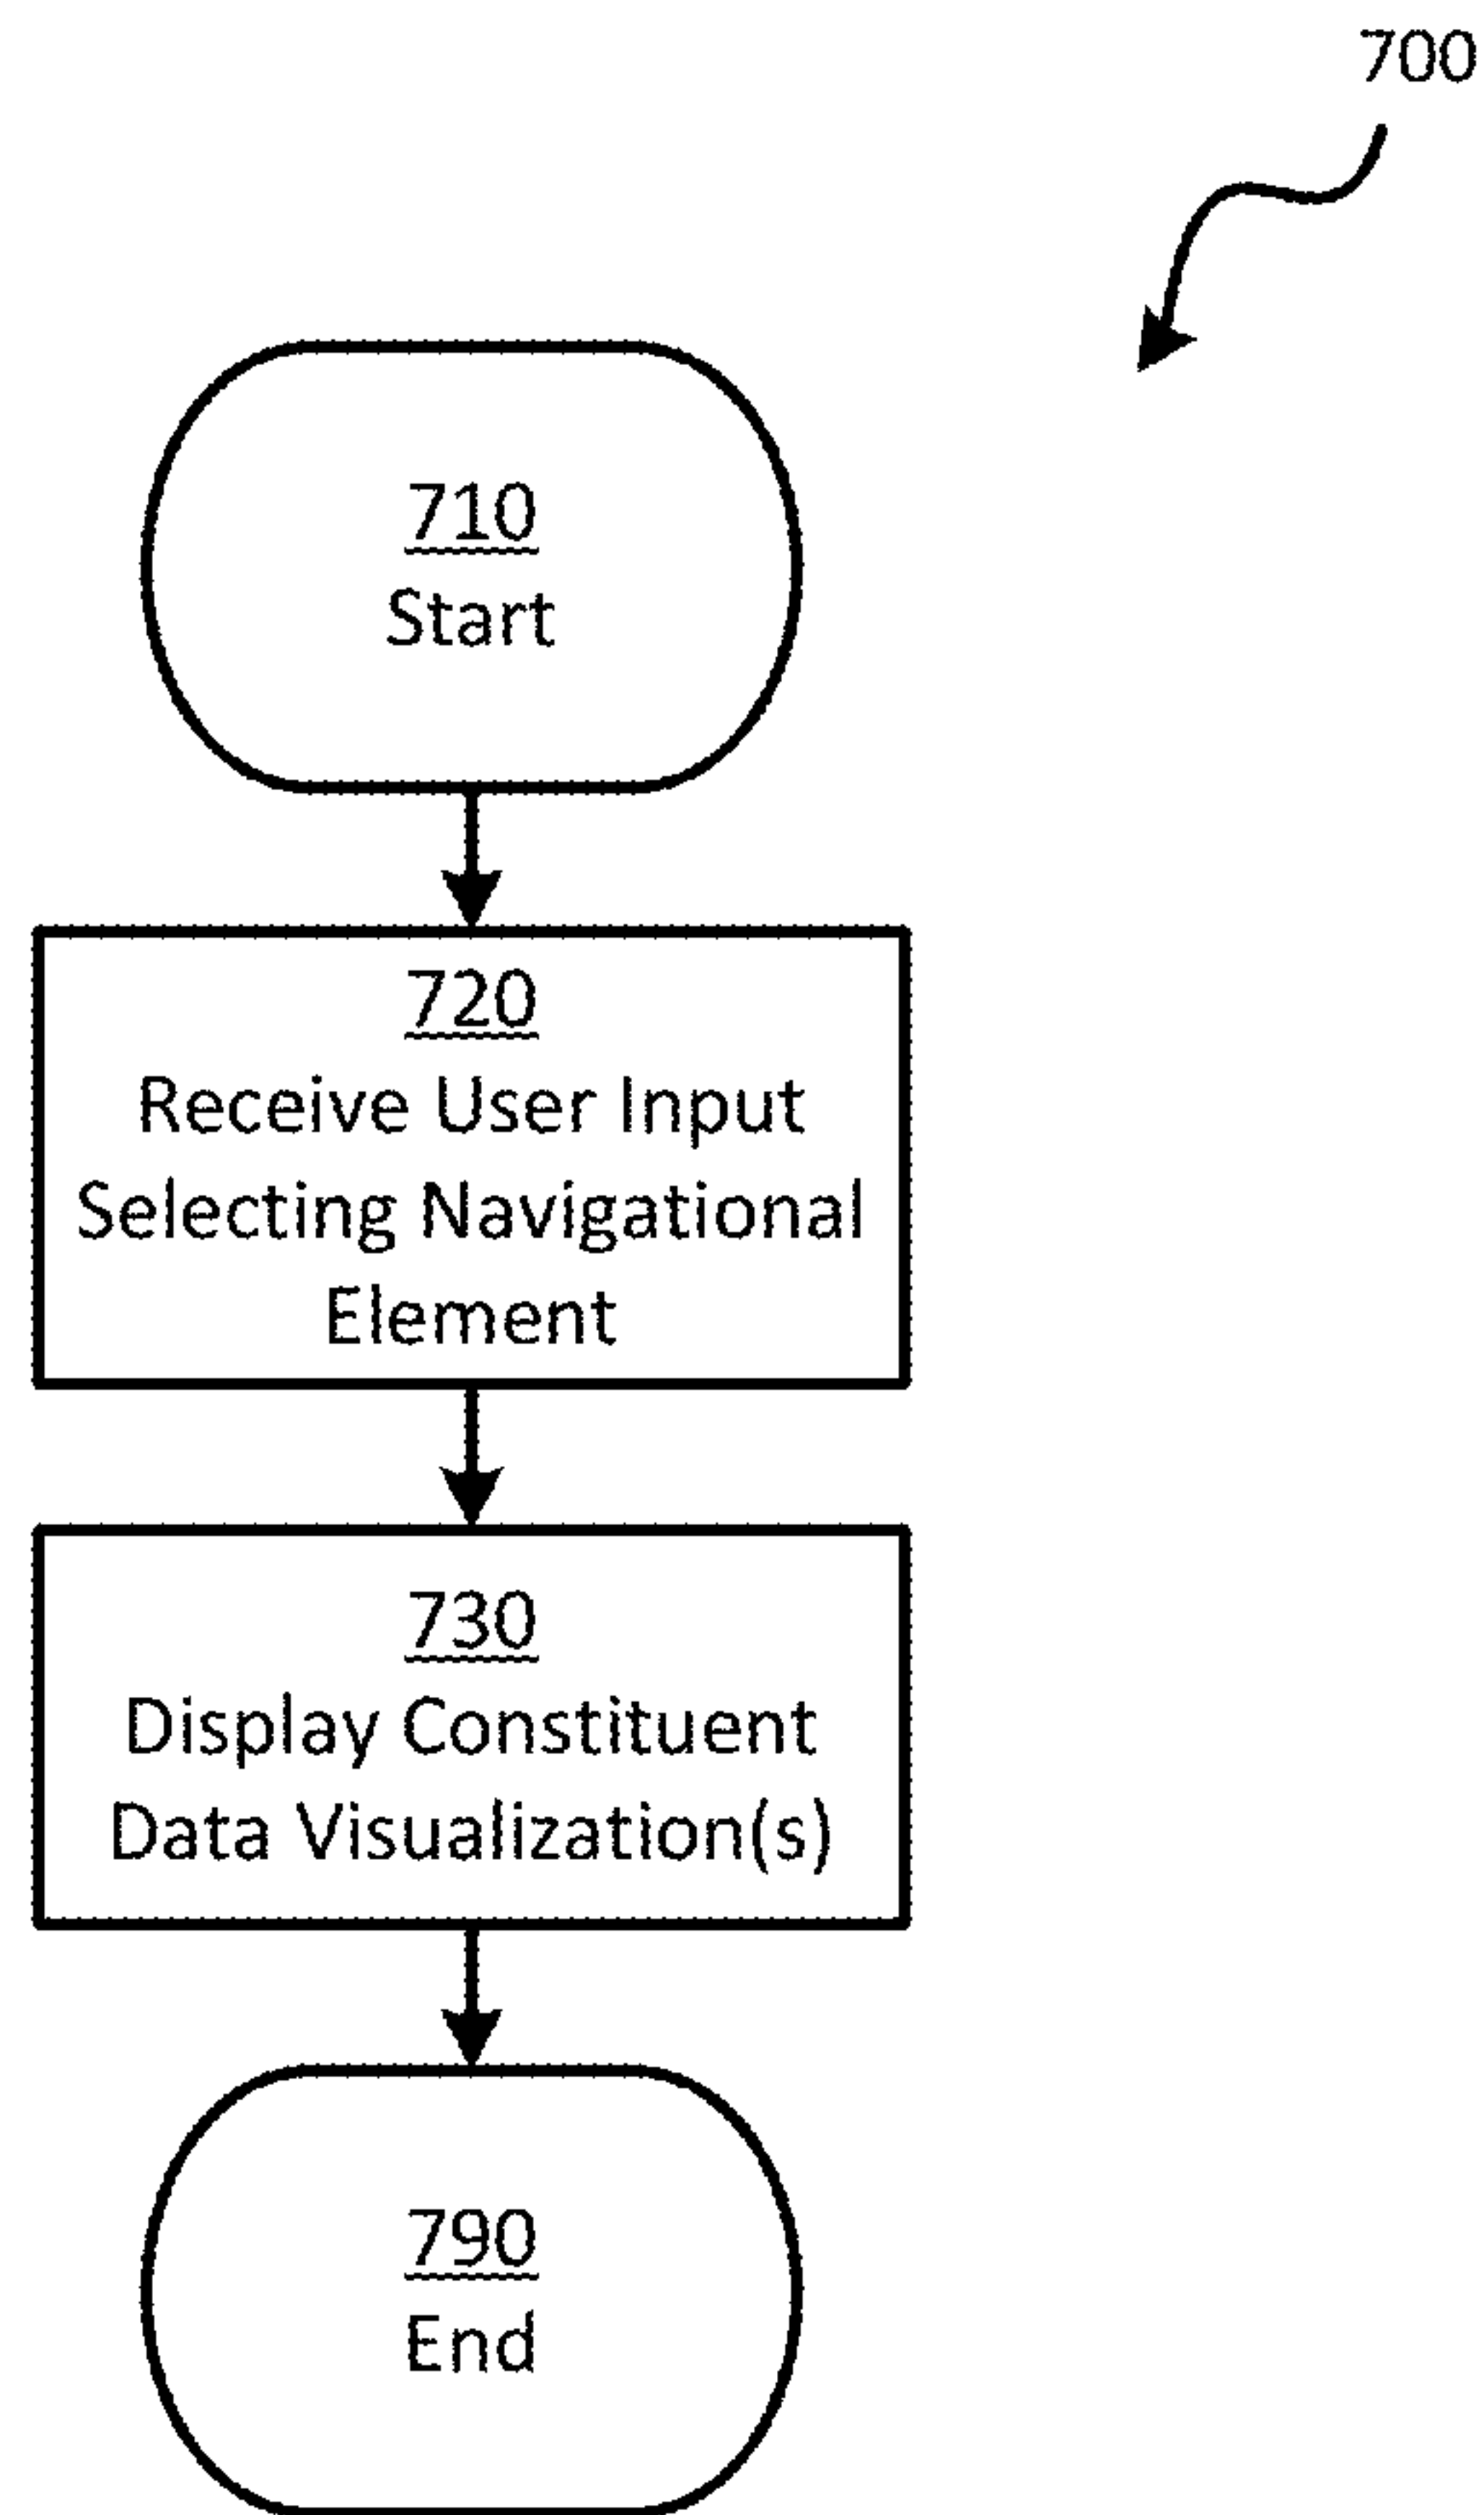 700
710
Start
720
Receive User Input
Selecting Navigational
Element
730
Display Constituent
Data Visualization(s)
790
End